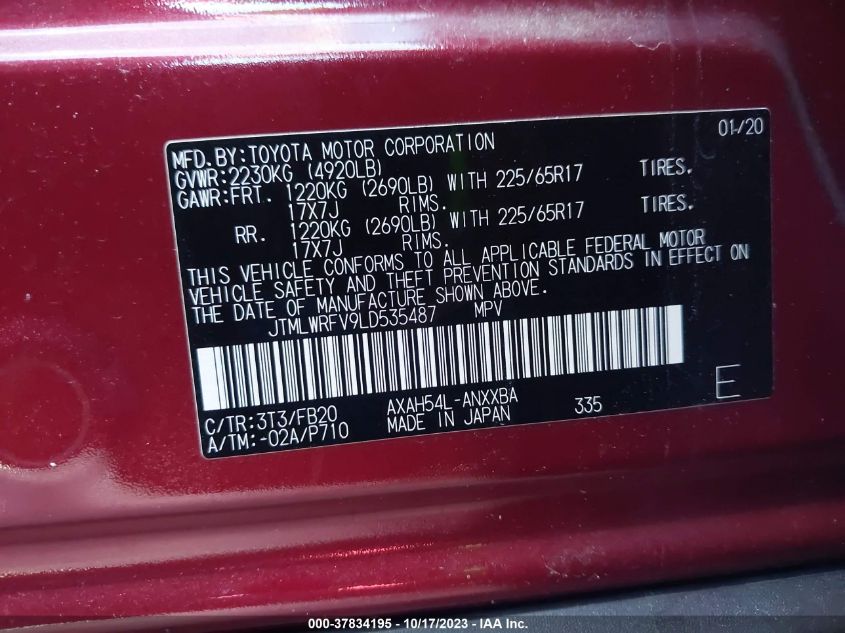 01/20
MFD.BY:TOYOTA MOTOR CORPORATION
GVWR:2230KG (4920LB)
GAWR:FRT. 1220KG (2690LB) WITH 225/65R17 TIRES.
17X7J RIMS.
RR. 1220KG (2690LB) WITH 225/65R17 TIRES.
17X7J RIMS.
THIS VEHICLE CONFORMS TO ALL APPLICABLE FEDERAL MOTOR
VEHICLE SAFETY AND THEFT PREVENTION STANDARDS IN EFFECT ON
THE DATE OF MANUFACTURE SHOWN ABOVE.
JTMLWRFV9LD535487 MPV
C/TR:3T3/FB20 AXAH54L-ANXXBA 335 E
A/TM:-02A/P710 MADE IN JAPAN
000-37834195 - 10/17/2023 - IAA Inc.